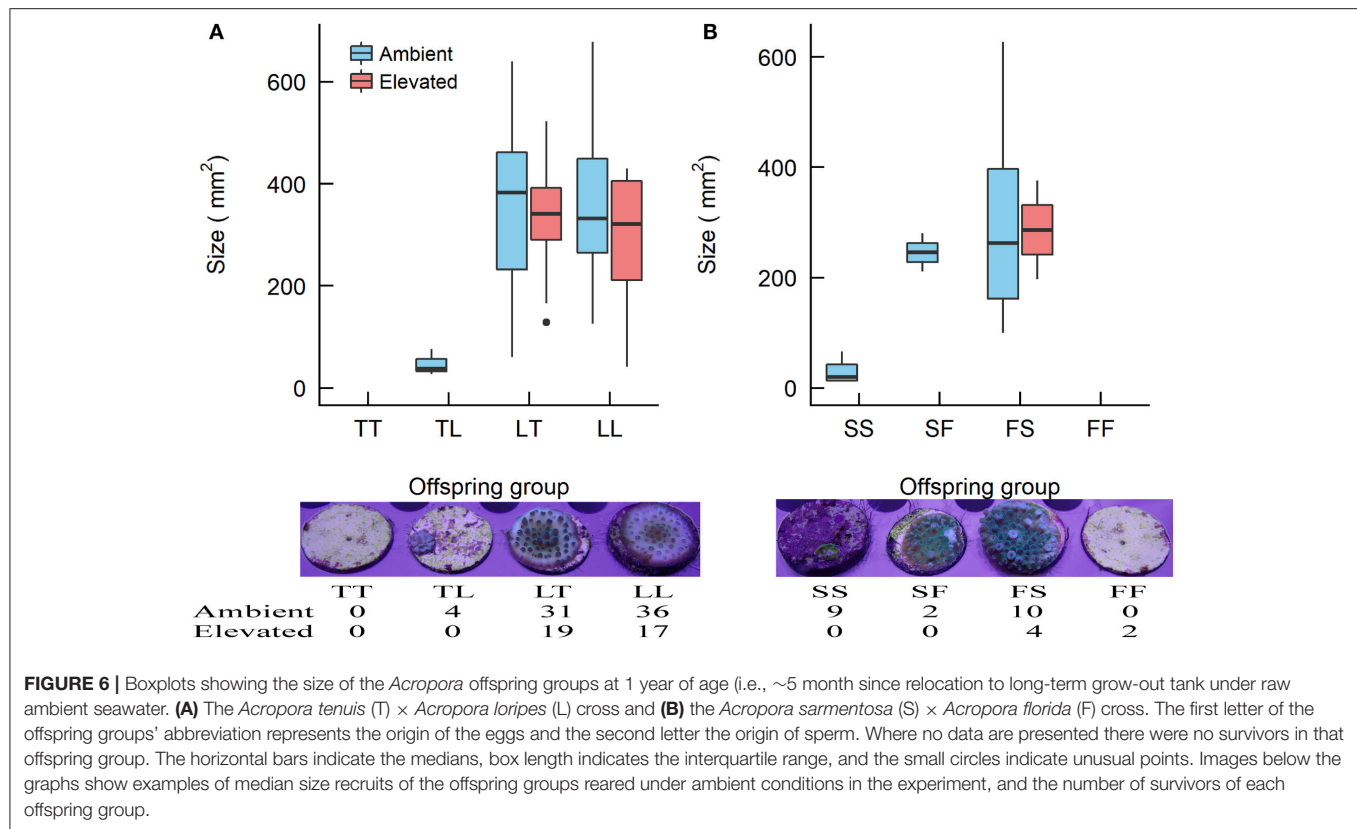 A
B
Ambient
Elevated
Size ( mm²)
600
400
200
0
TT TL LT LL
Offspring group
Size ( mm²)
600
400
200
0
SS SF FS FF
Offspring group
TT TL LT LL
Ambient 0 4 31 36
Elevated 0 0 19 17
SS SF FS FF
9 2 10 0
0 0 4 2
FIGURE 6 | Boxplots showing the size of the Acropora offspring groups at 1 year of age (i.e., ∼5 month since relocation to long-term grow-out tank under raw
ambient seawater. (A) The Acropora tenuis (T) × Acropora loripes (L) cross and (B) the Acropora sarmentosa (S) × Acropora florida (F) cross. The first letter of the
offspring groups’ abbreviation represents the origin of the eggs and the second letter the origin of sperm. Where no data are presented there were no survivors in that
offspring group. The horizontal bars indicate the medians, box length indicates the interquartile range, and the small circles indicate unusual points. Images below the
graphs show examples of median size recruits of the offspring groups reared under ambient conditions in the experiment, and the number of survivors of each
offspring group.